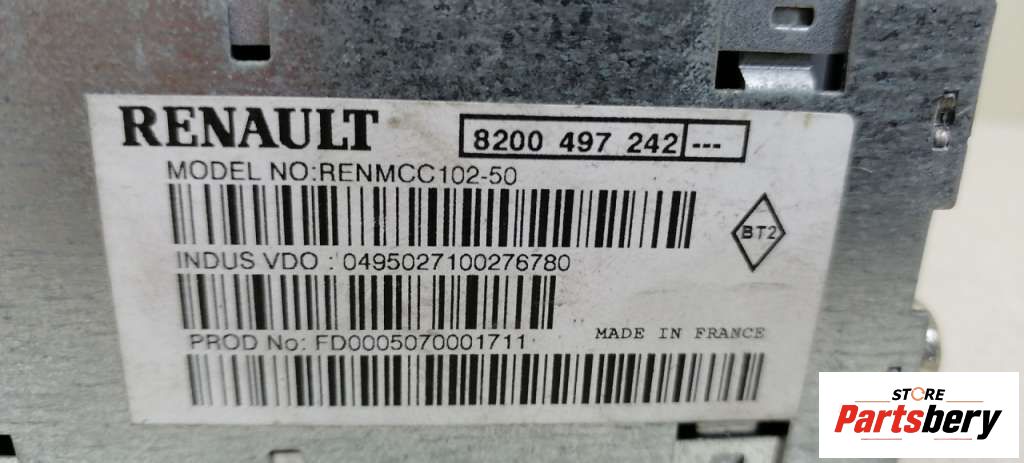 RENAULT 8200 497 242 ---
MODEL NO:RENMCC102-50
BT2
INDUS VDO : 0495027100276780
PROD No: FD0005070001711
MADE IN FRANCE
STORE
Partsbery